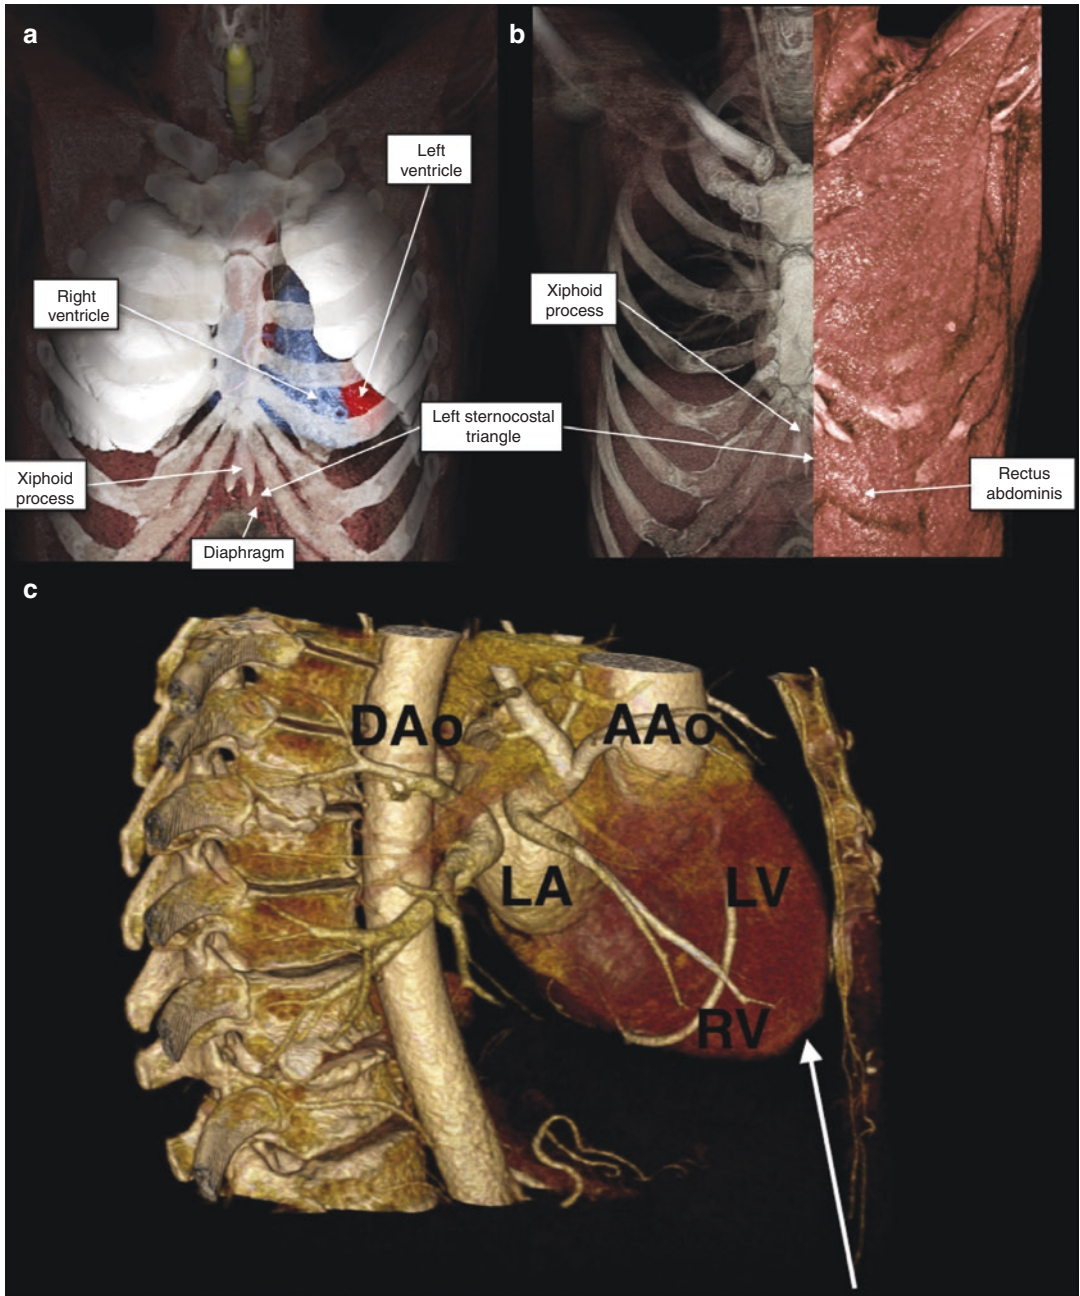 a
b
Left
ventricle
Right
ventricle
Xiphoid
process
Left sternocostal
triangle
Xiphoid
process
Rectus
abdominis
Diaphragm
c
DAo
AAo
LA
LV
RV